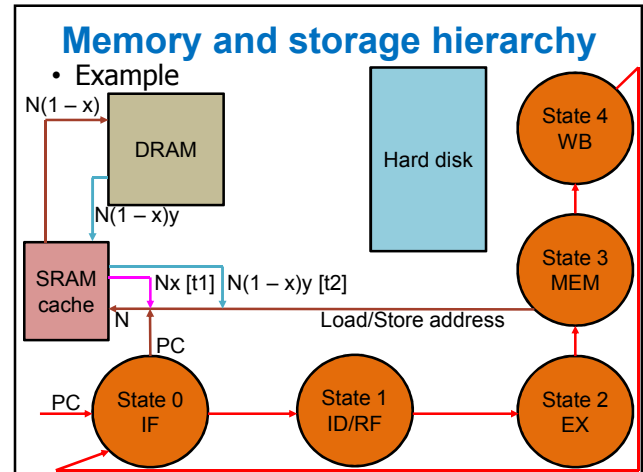 Memory and storage hierarchy
• Example
N(1 – x)
DRAM
Hard disk
State 4
WB
N(1 – x)y
SRAM
cache
Nx [t1]
N(1 – x)y [t2]
State 3
MEM
N
Load/Store address
PC
PC
State 0
IF
State 1
ID/RF
State 2
EX